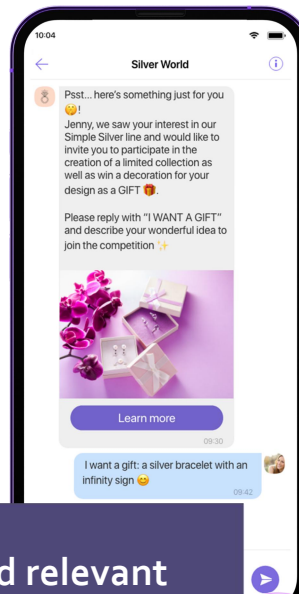 10:04
Silver World
Psst... here's something just for you
🤔!
Jenny, we saw your interest in our
Simple Silver line and would like to
invite you to participate in the
creation of a limited collection as
well as win a decoration for your
design as a GIFT 🎁.
Please reply with "I WANT A GIFT"
and describe your wonderful idea to
join the competition ✨
Learn more
09:30
I want a gift: a silver bracelet with an
infinity sign 😊
09:42
d relevant